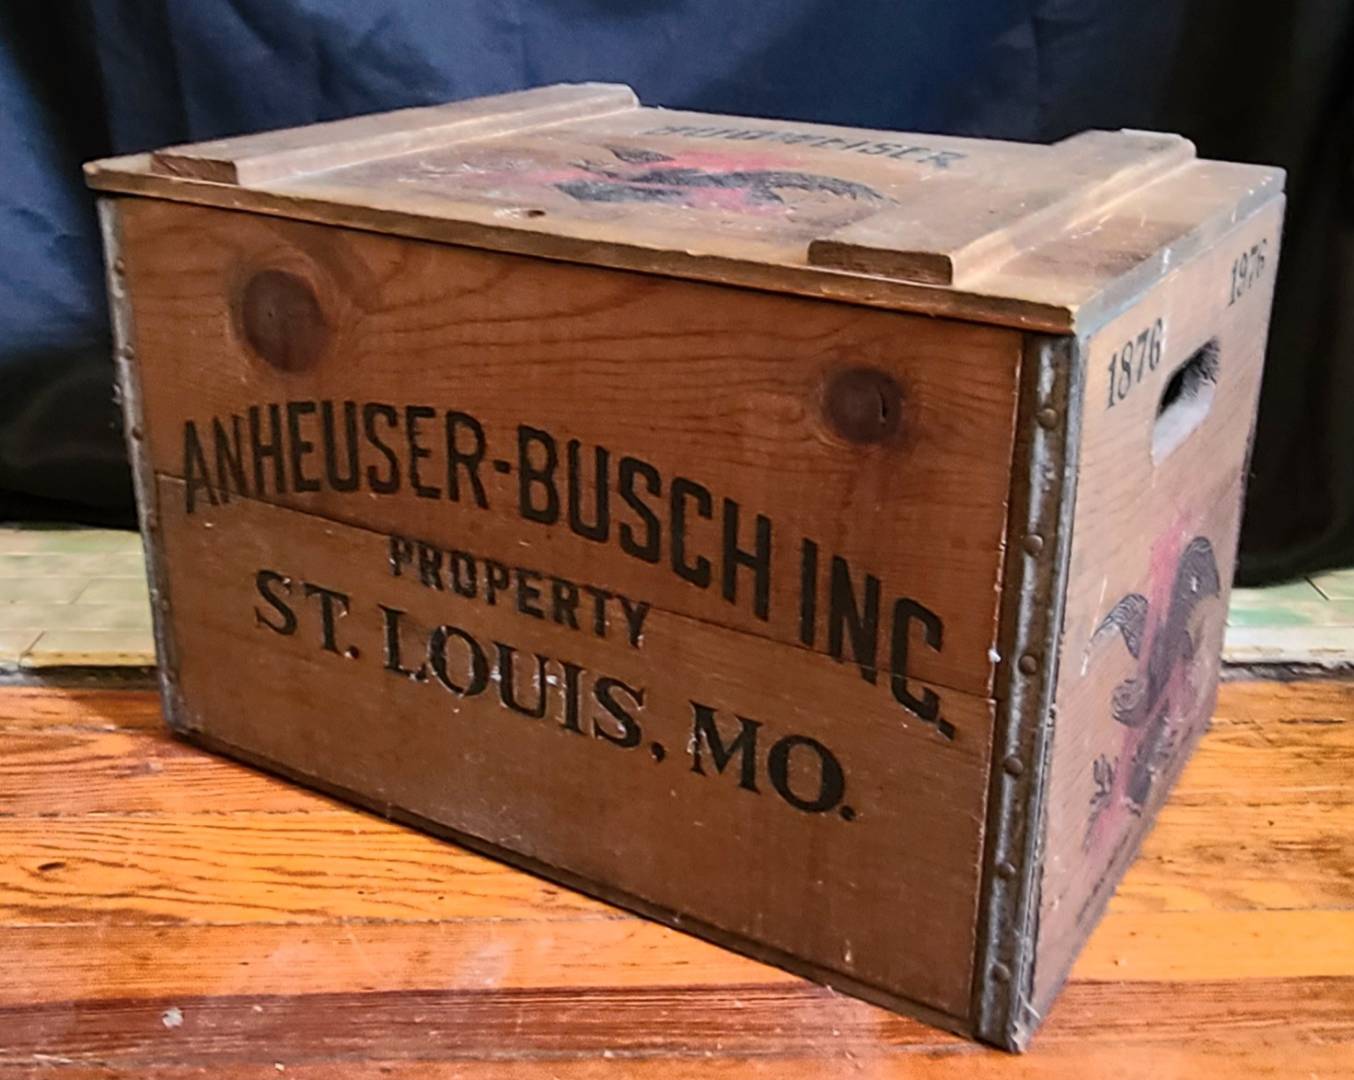 BUDWEISER
ANHEUSER-BUSCH INC.
PROPERTY
ST. LOUIS, MO.
1876
1976